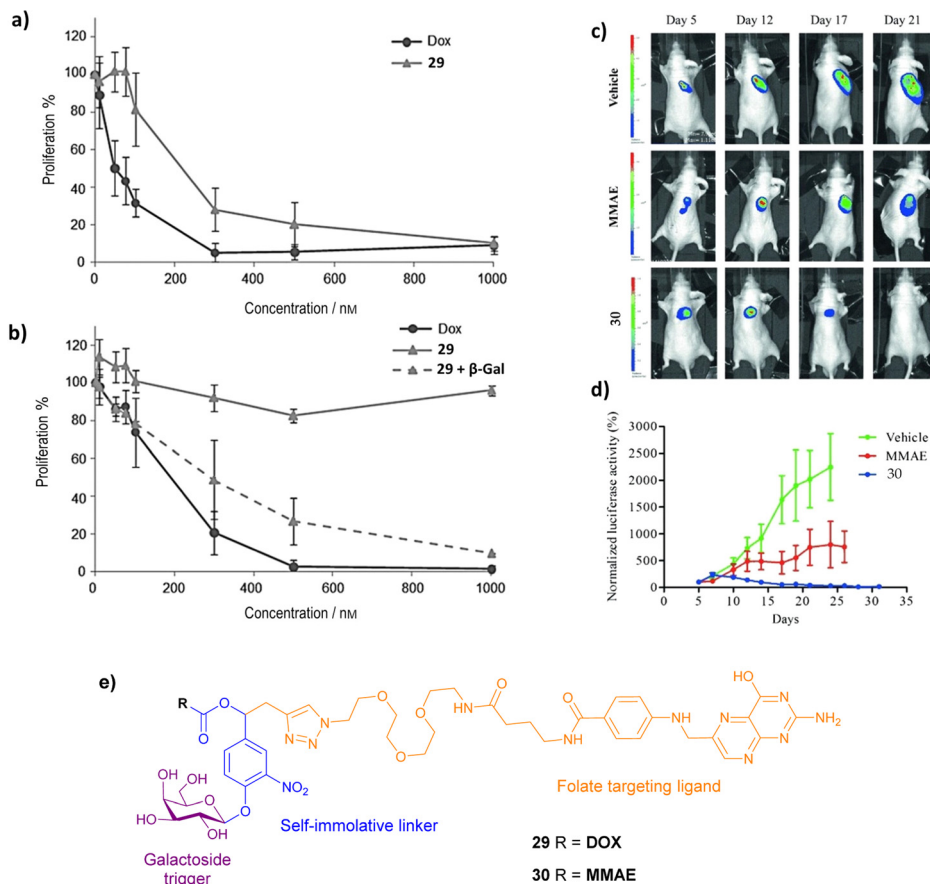 a)
120
100
80
60
40
20
0
Proliferation %
Dox
29
0 200 400 600 800 1000
Concentration / nM
b)
120
100
80
60
40
20
0
Proliferation %
Dox
29
29 + β-Gal
0 200 400 600 800 1000
Concentration / nM
c)
Day 5 Day 12 Day 17 Day 21
Vehicle
MMAE
30
d)
3000
2500
2000
1500
1000
500
0
Normalized luciferase activity (%)
Vehicle
MMAE
30
0 5 10 15 20 25 30 35
Days
e)
R
O
O
N
N=N
O
O
O
HN
O
O
N
H
H
N
HO
N
N
N
N
NH2
NO2
OH
HO
O
HO
OH
O
Folate targeting ligand
Self-immolative linker
Galactoside
trigger
29 R = DOX
30 R = MMAE